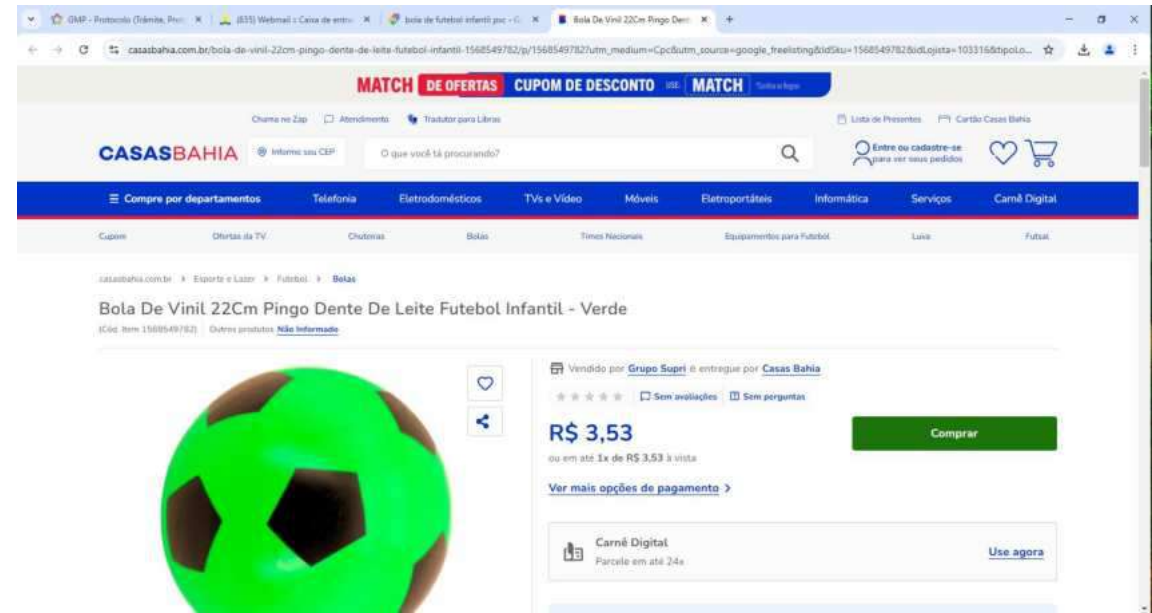 GMP - Protocolo (Trâmite, Pro
(835) Webmail :: Caixa de entra
bola de futebol infantil pvc - G
Bola De Vinil 22Cm Pingo Den
casasbahia.com.br/bola-de-vinil-22cm-pingo-dente-de-leite-futebol-infantil-1568549782/p/1568549782?utm_medium=Cpc&utm_source=google_freelisting&idSku=1568549782&idLojista=103316&tipoLo...
MATCH DE OFERTAS CUPOM DE DESCONTO USE MATCH
Chama no Zap Atendimento Tradutor para Libras Lista de Presentes Cartão Casas Bahia
CASASBAHIA Informe seu CEP O que você tá procurando? Entre ou cadastre-se
para ver seus pedidos
Compre por departamentos Telefonia Eletrodomésticos TVs e Vídeo Móveis Eletroportáteis Informática Serviços Carnê Digital
Cupom Ofertas da TV Chuteiras Bolas Times Nacionais Equipamentos para Futebol Luva Futsal
casasbahia.com.br Esporte e Lazer Futebol Bolas
Bola De Vinil 22Cm Pingo Dente De Leite Futebol Infantil - Verde
(Cód. Item 1568549782) Outros produtos Não Informado
Vendido por Grupo Supri e entregue por Casas Bahia
Sem avaliações Sem perguntas
R$ 3,53
Comprar
ou em até 1x de R$ 3,53 à vista
Ver mais opções de pagamento >
Carnê Digital
Parcele em até 24x
Use agora